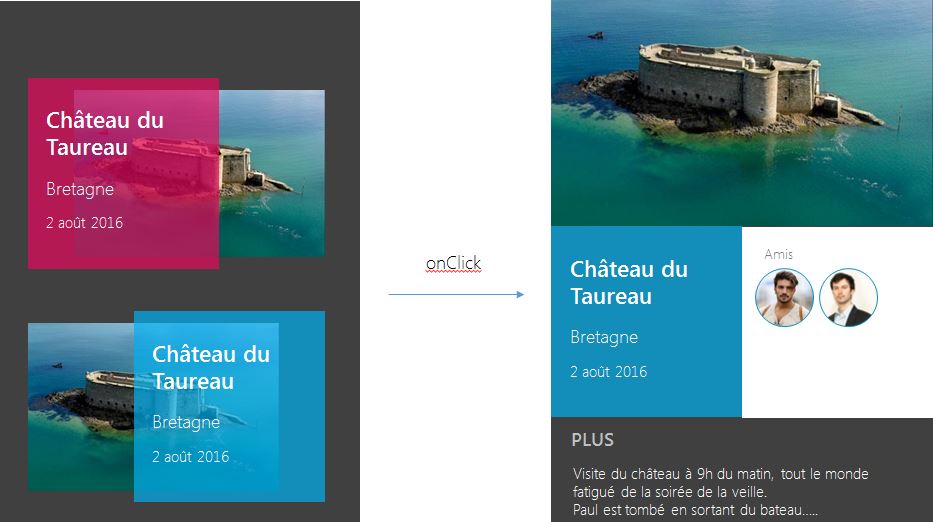 Château du
Taureau
Bretagne
2 août 2016
Château du
Taureau
Bretagne
2 août 2016
onClick
Château du
Taureau
Bretagne
2 août 2016
Amis
PLUS
Visite du château à 9h du matin, tout le monde
fatigué de la soirée de la veille.
Paul est tombé en sortant du bateau.....